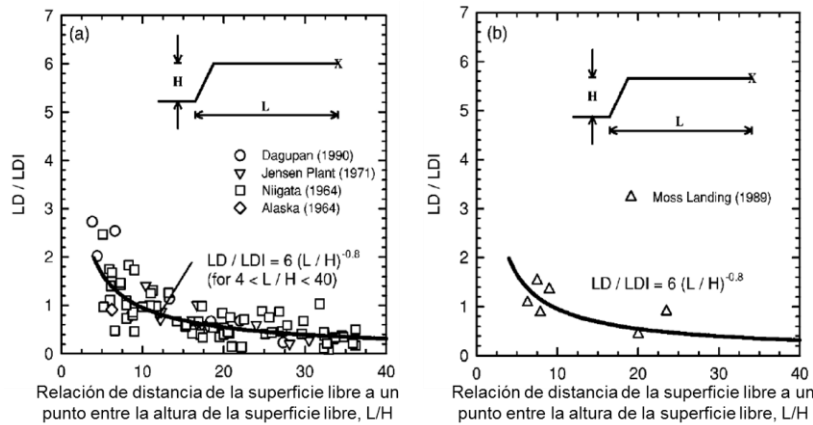 (a)
7
6
5
4
3
2
1
0
LD / LDI
H
L
X
Dagupan (1990)
Jensen Plant (1971)
Niigata (1964)
Alaska (1964)
LD / LDI = 6 (L / H)^-0.8
(for 4 < L / H < 40)
0 10 20 30 40
Relación de distancia de la superficie libre a un
punto entre la altura de la superficie libre, L/H
(b)
7
6
5
4
3
2
1
0
LD / LDI
H
L
X
Moss Landing (1989)
LD / LDI = 6 (L / H)^-0.8
0 10 20 30 40
Relación de distancia de la superficie libre a un
punto entre la altura de la superficie libre, L/H